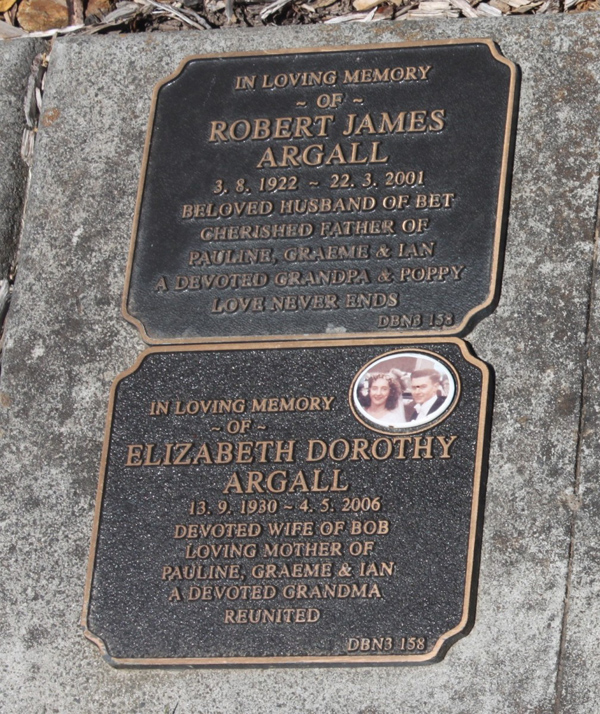 IN LOVING MEMORY
~ OF ~
ROBERT JAMES
ARGALL
3. 8. 1922 ~ 22. 3. 2001
BELOVED HUSBAND OF BET
CHERISHED FATHER OF
PAULINE, GRAEME & IAN
A DEVOTED GRANDPA & POPPY
LOVE NEVER ENDS
DBN3 158
IN LOVING MEMORY
~ OF ~
ELIZABETH DOROTHY
ARGALL
13. 9. 1930 ~ 4. 5. 2006
DEVOTED WIFE OF BOB
LOVING MOTHER OF
PAULINE, GRAEME & IAN
A DEVOTED GRANDMA
REUNITED
DBN3 158